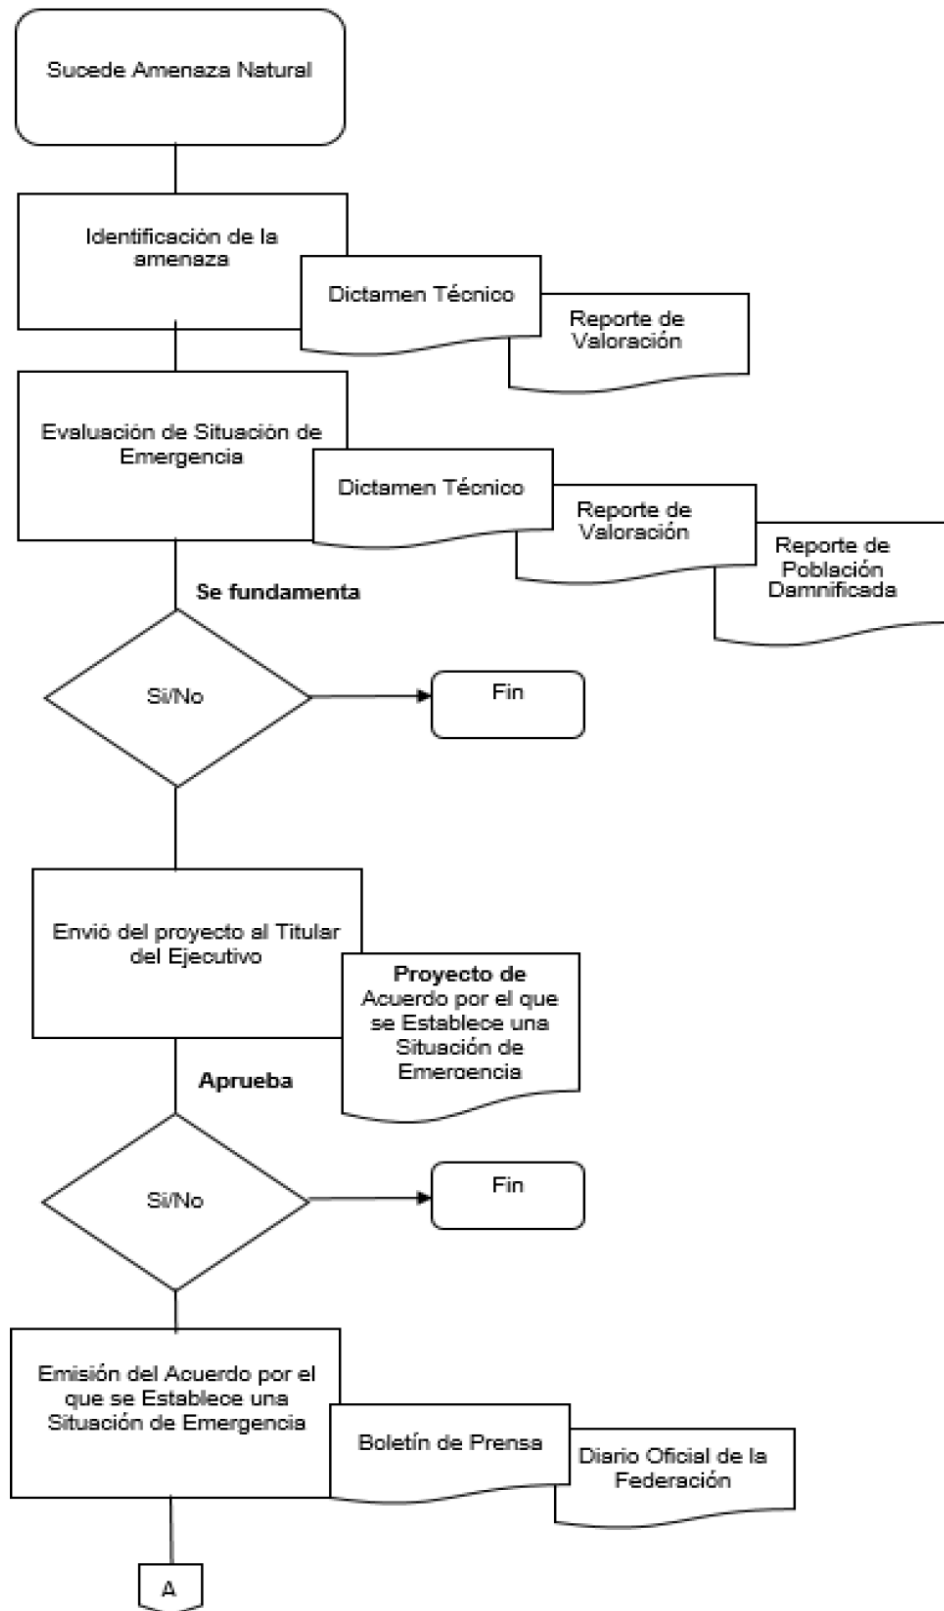 Sucede Amenaza Natural
Identificación de la
amenaza
Dictamen Técnico
Reporte de
Valoración
Evaluación de Situación de
Emergencia
Dictamen Técnico
Reporte de
Valoración
Reporte de
Población
Damnificada
Se fundamenta
Si/No
Fin
Envió del proyecto al Titular
del Ejecutivo
Proyecto de
Acuerdo por el que
se Establece una
Situación de
Emergencia
Aprueba
Si/No
Fin
Emisión del Acuerdo por el
que se Establece una
Situación de Emergencia
Boletín de Prensa
Diario Oficial de la
Federación
A